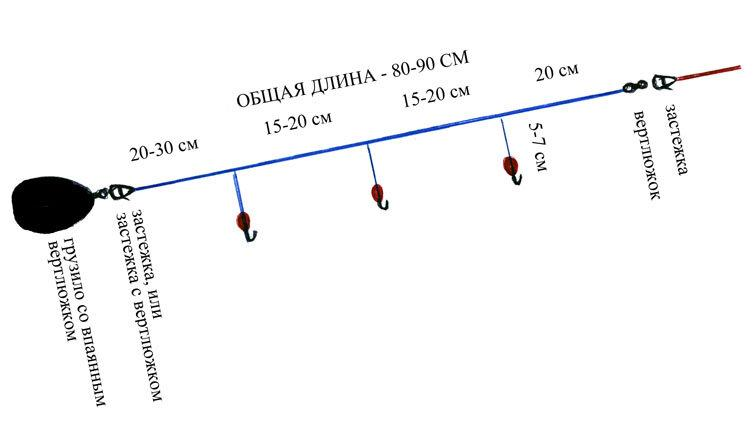 ОБЩАЯ ДЛИНА - 80-90 СМ
20-30 см
15-20 см
15-20 см
20 см
5-7 см
застежка
вертлюжок
застежка, или
застежка с вертлюжком
грузило со впаянным
вертлюжком